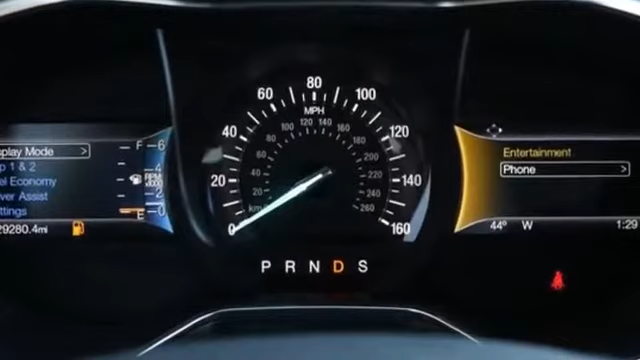 splay Mode >
p 1 & 2
el Economy
ver Assist
ttings
29280.4mi
F 6
4
RPM
x1000
2
E 0
0 20 40 60 80 100 120 140 160
MPH
20 40 60 80 100 120 140 160 180 200 220 240 260
km/h
P R N D S
Entertainment
Phone >
44° W 1:29